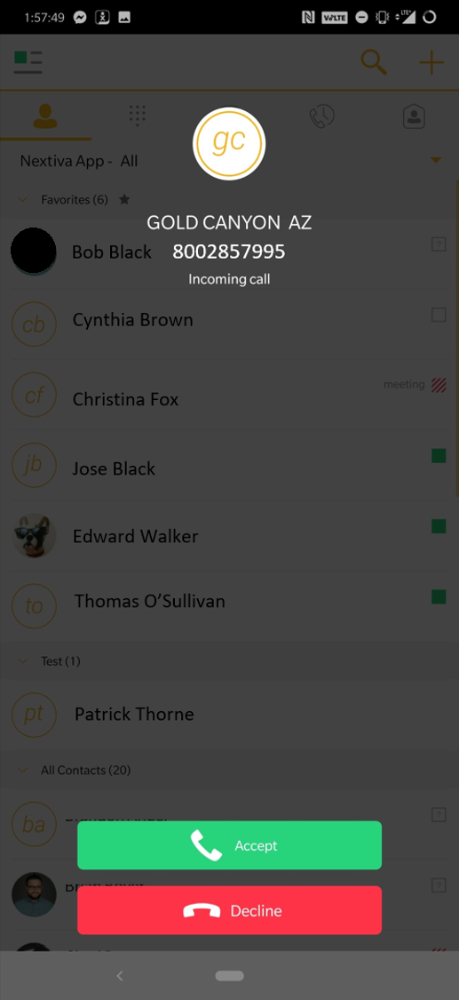 1:57:49
VoLTE LTE+
Nextiva App - All
gc
Favorites (6)
GOLD CANYON AZ
Bob Black
8002857995
Incoming call
cb Cynthia Brown
meeting
cf Christina Fox
jb Jose Black
Edward Walker
to Thomas O’Sullivan
Test (1)
pt Patrick Thorne
All Contacts (20)
ba
Accept
Decline